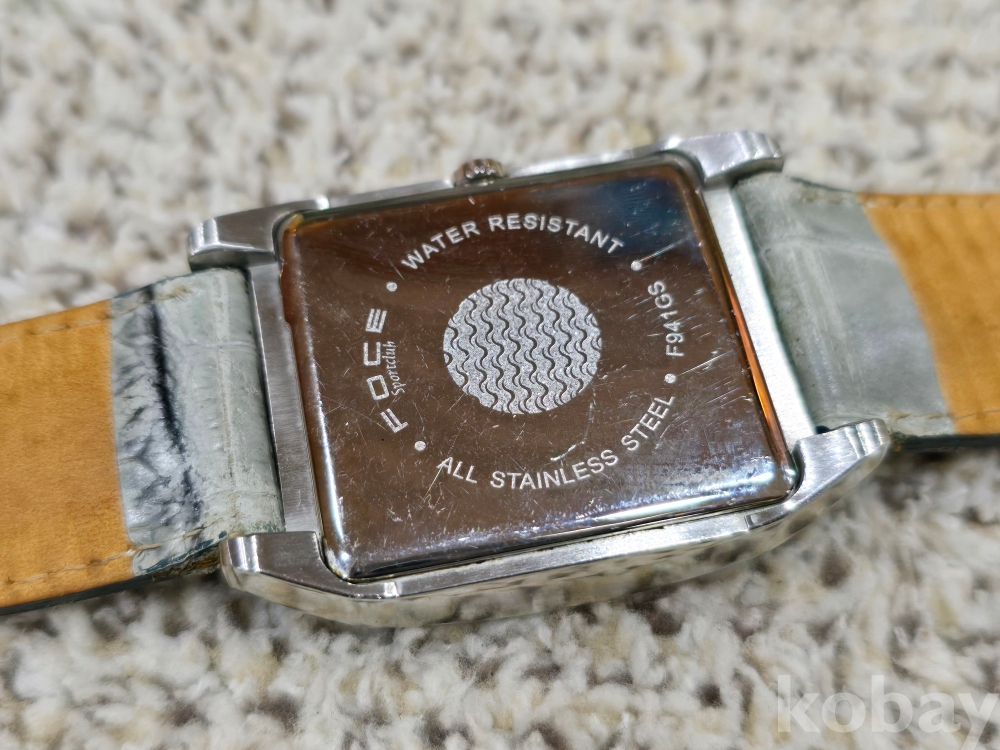 WATER RESISTANT
FOCE
sportclub
F941GS
ALL STAINLESS STEEL
kobay